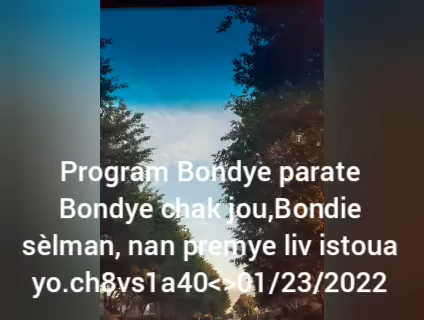 Program Bondye parate
Bondye chak jou,Bondie
sèlman, nan premye liv istoua
yo.ch8vs1a40<>01/23/2022